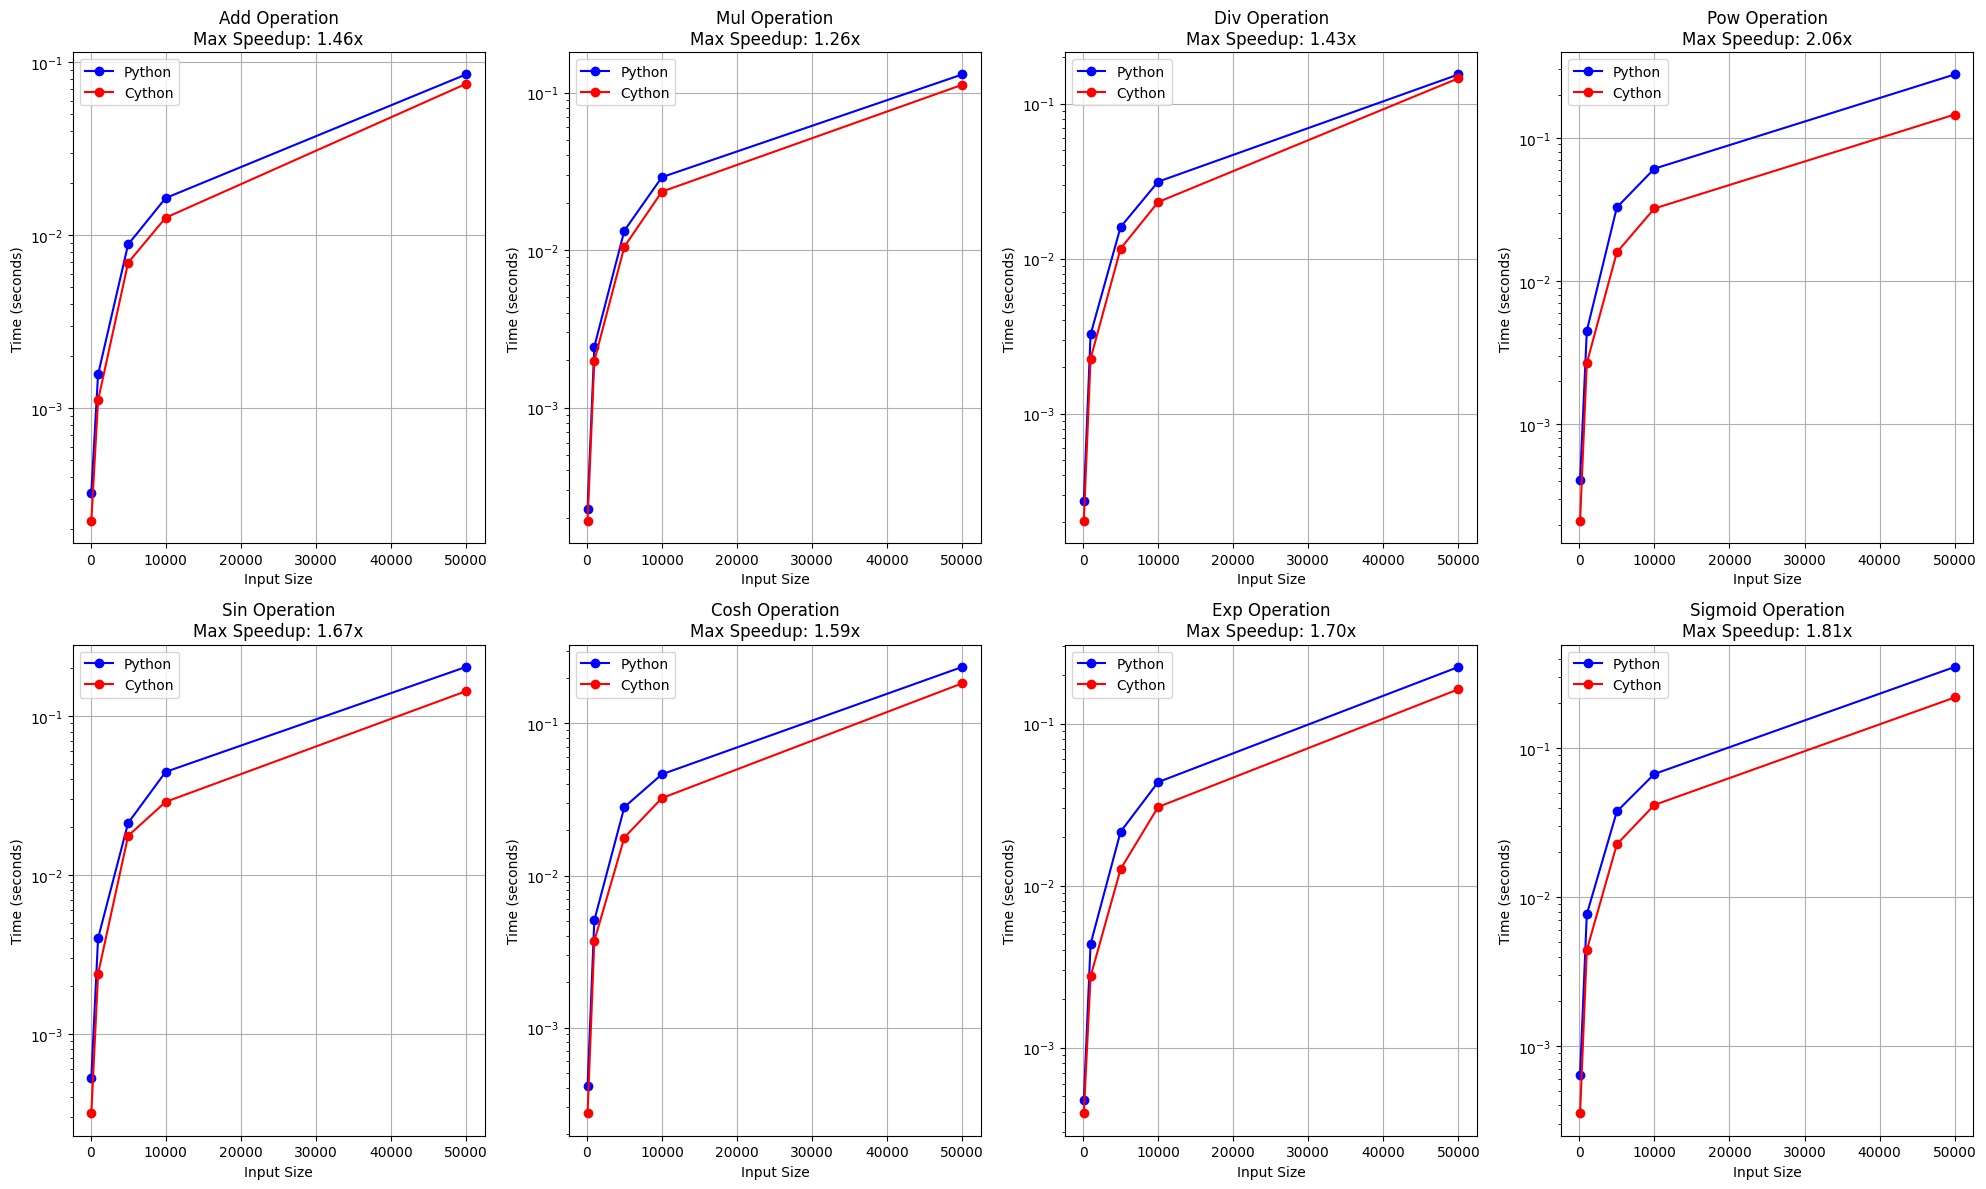 Add Operation
Max Speedup: 1.46x
Python
Cython
10⁻¹
10⁻²
10⁻³
Time (seconds)
0 10000 20000 30000 40000 50000
Input Size
Mul Operation
Max Speedup: 1.26x
Python
Cython
10⁻¹
10⁻²
10⁻³
Time (seconds)
0 10000 20000 30000 40000 50000
Input Size
Div Operation
Max Speedup: 1.43x
Python
Cython
10⁻¹
10⁻²
10⁻³
Time (seconds)
0 10000 20000 30000 40000 50000
Input Size
Pow Operation
Max Speedup: 2.06x
Python
Cython
10⁻¹
10⁻²
10⁻³
Time (seconds)
0 10000 20000 30000 40000 50000
Input Size
Sin Operation
Max Speedup: 1.67x
Python
Cython
10⁻¹
10⁻²
10⁻³
Time (seconds)
0 10000 20000 30000 40000 50000
Input Size
Cosh Operation
Max Speedup: 1.59x
Python
Cython
10⁻¹
10⁻²
10⁻³
Time (seconds)
0 10000 20000 30000 40000 50000
Input Size
Exp Operation
Max Speedup: 1.70x
Python
Cython
10⁻¹
10⁻²
10⁻³
Time (seconds)
0 10000 20000 30000 40000 50000
Input Size
Sigmoid Operation
Max Speedup: 1.81x
Python
Cython
10⁻¹
10⁻²
10⁻³
Time (seconds)
0 10000 20000 30000 40000 50000
Input Size